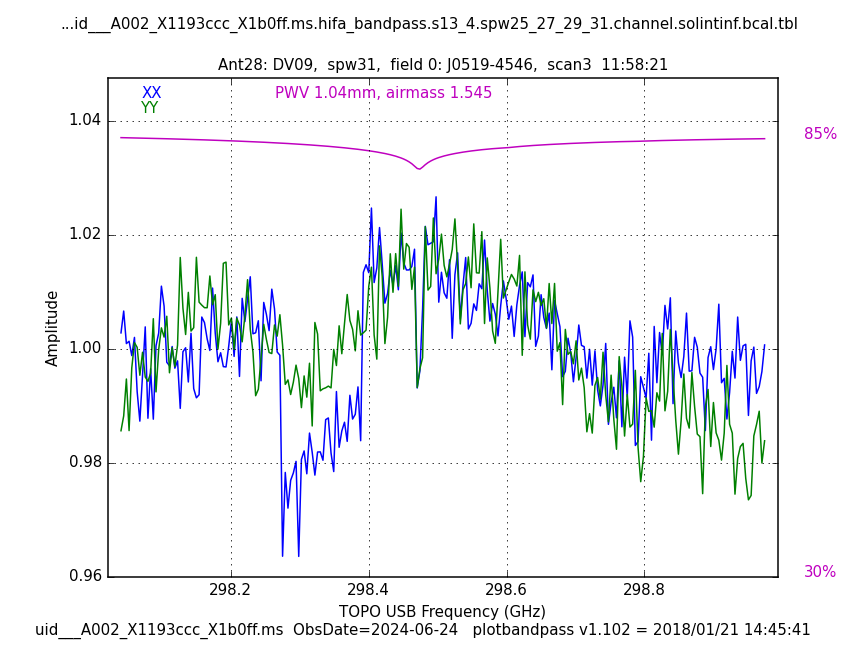 ...id___A002_X1193ccc_X1b0ff.ms.hifa_bandpass.s13_4.spw25_27_29_31.channel.solintinf.bcal.tbl
Ant28: DV09,  spw31,  field 0: J0519-4546,  scan3  11:58:21
XX
YY
PWV 1.04mm, airmass 1.545
85%
30%
1.04
1.02
1.00
0.98
0.96
Amplitude
298.2
298.4
298.6
298.8
TOPO USB Frequency (GHz)
uid___A002_X1193ccc_X1b0ff.ms  ObsDate=2024-06-24   plotbandpass v1.102 = 2018/01/21 14:45:41